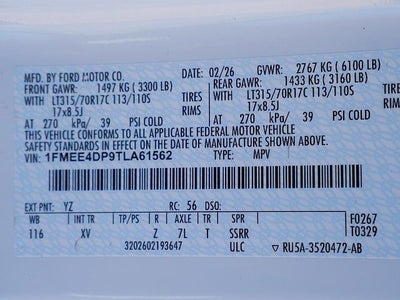 MFD. BY FORD MOTOR CO.
DATE: 02/26 GVWR: 2767 KG ( 6100 LB)
FRONT GAWR: 1497 KG ( 3300 LB) REAR GAWR: 1433 KG ( 3160 LB)
WITH LT315/70R17C 113/110S TIRES WITH LT315/70R17C 113/110S TIRES
17x8.5J RIMS 17x8.5J RIMS
AT 270 kPa/ 39 PSI COLD AT 270 kPa/ 39 PSI COLD
THIS VEHICLE CONFORMS TO ALL APPLICABLE FEDERAL MOTOR VEHICLE
SAFETY STANDARDS IN EFFECT ON THE DATE OF MANUFACTURE SHOWN ABOVE.
VIN: 1FMEE4DP9TLA61562 TYPE: MPV
EXT PNT: YZ RC: 56 DSO: F0267
WB INT TR TP/PS R AXLE TR SPR T0329
116 XV Z 7L T SSRR
3202602193647 ULC RU5A-3520472-AB